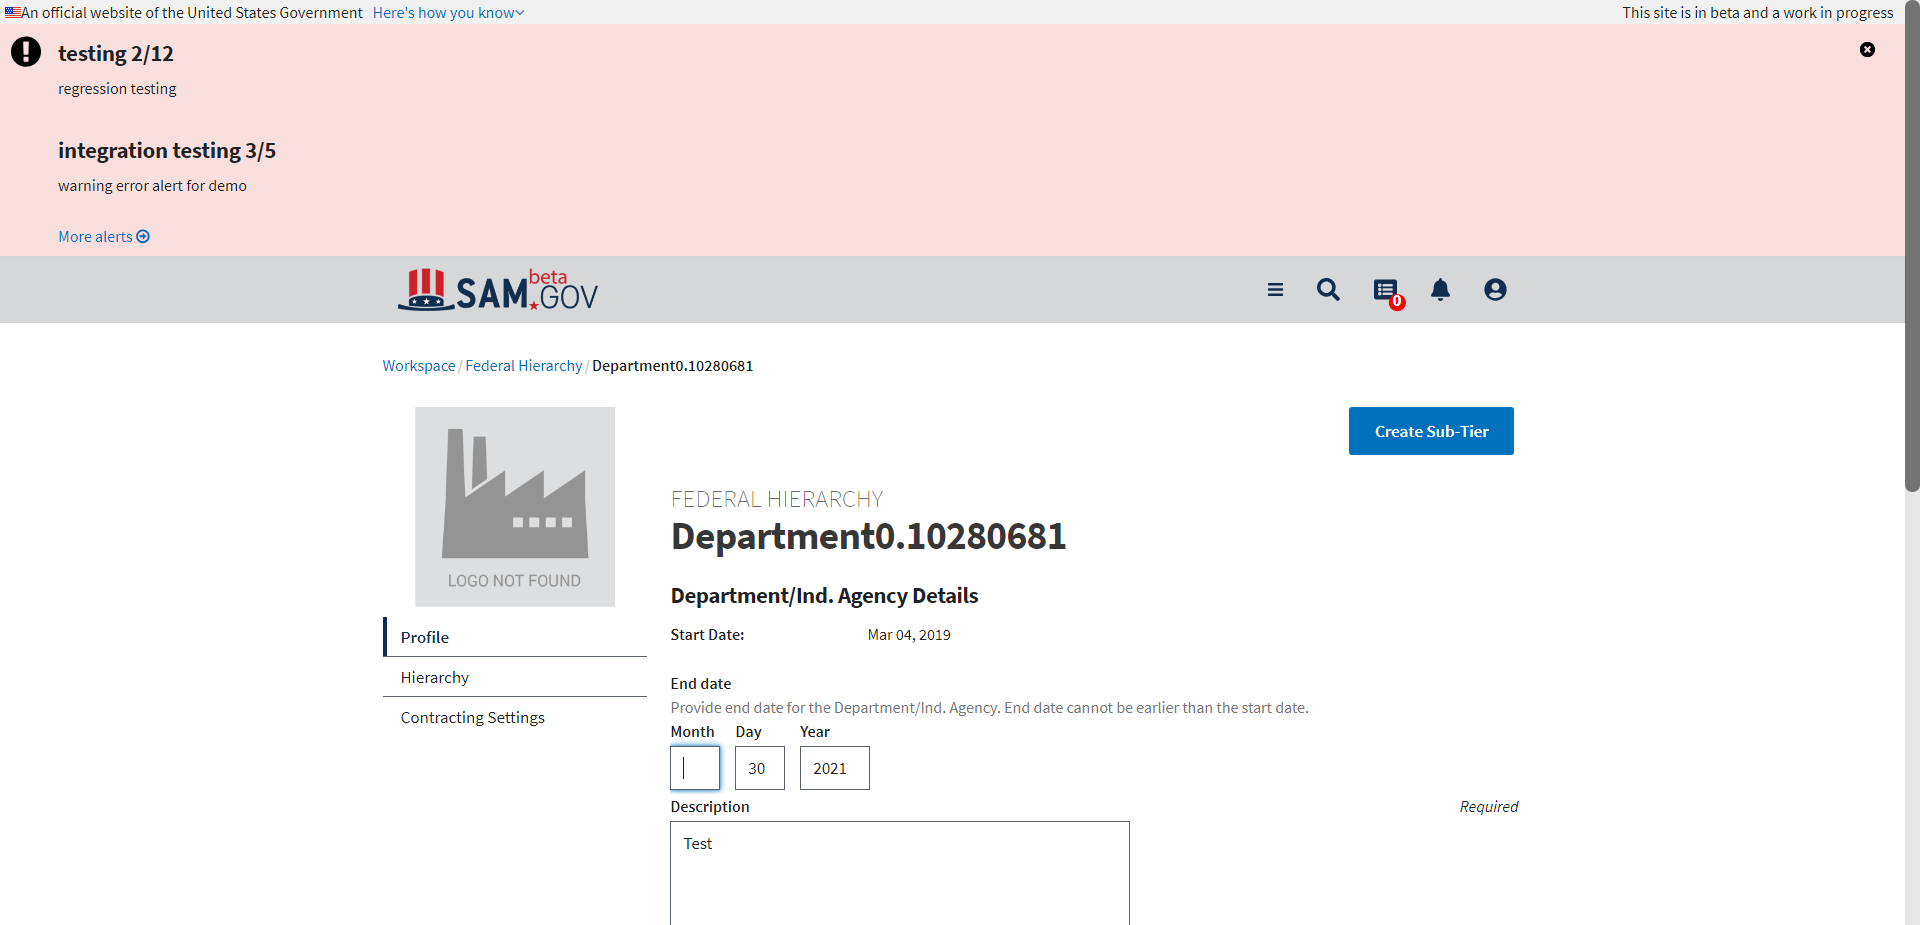 An official website of the United States Government Here's how you know
This site is in beta and a work in progress
testing 2/12
regression testing
integration testing 3/5
warning error alert for demo
More alerts
SAM.GOV beta
0
Workspace / Federal Hierarchy / Department0.10280681
LOGO NOT FOUND
Create Sub-Tier
Profile
Hierarchy
Contracting Settings
FEDERAL HIERARCHY
Department0.10280681
Department/Ind. Agency Details
Start Date: Mar 04, 2019
End date
Provide end date for the Department/Ind. Agency. End date cannot be earlier than the start date.
Month Day Year
30 2021
Description Required
Test